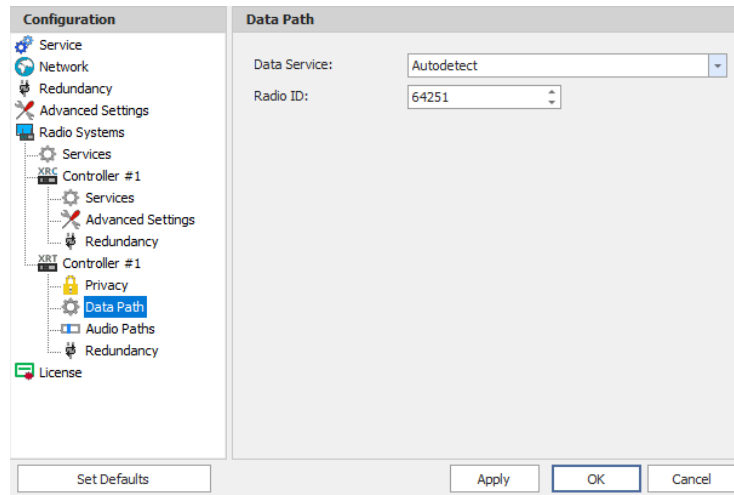 Configuration
Service
Network
Redundancy
Advanced Settings
Radio Systems
Services
XRC Controller #1
Services
Advanced Settings
Redundancy
XRT Controller #1
Privacy
Data Path
Audio Paths
Redundancy
License
Data Path
Data Service: Autodetect
Radio ID: 64251
Set Defaults
Apply OK Cancel